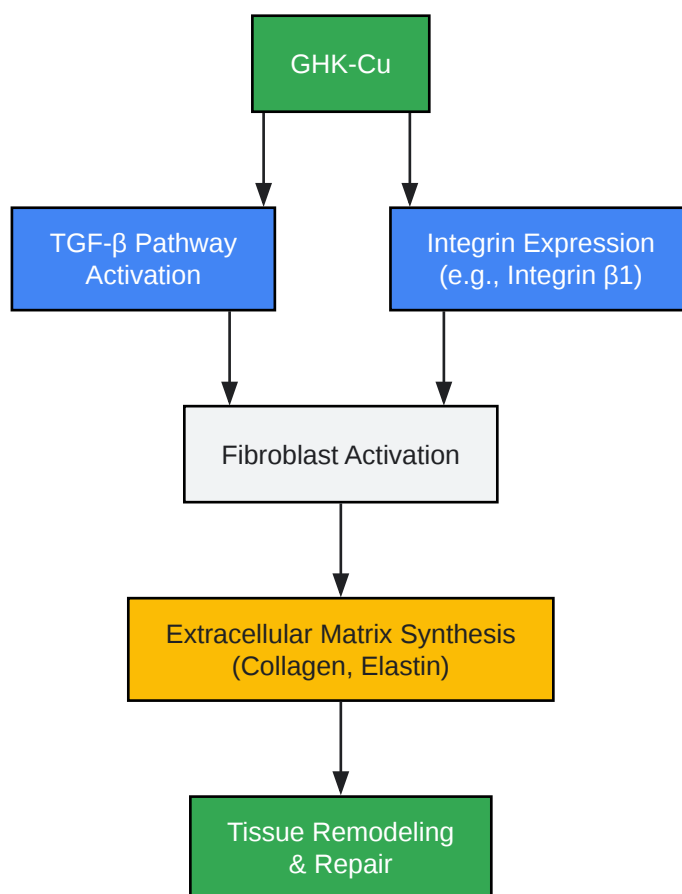 GHK-Cu
TGF-β Pathway
Activation
Integrin Expression
(e.g., Integrin β1)
Fibroblast Activation
Extracellular Matrix Synthesis
(Collagen, Elastin)
Tissue Remodeling
& Repair